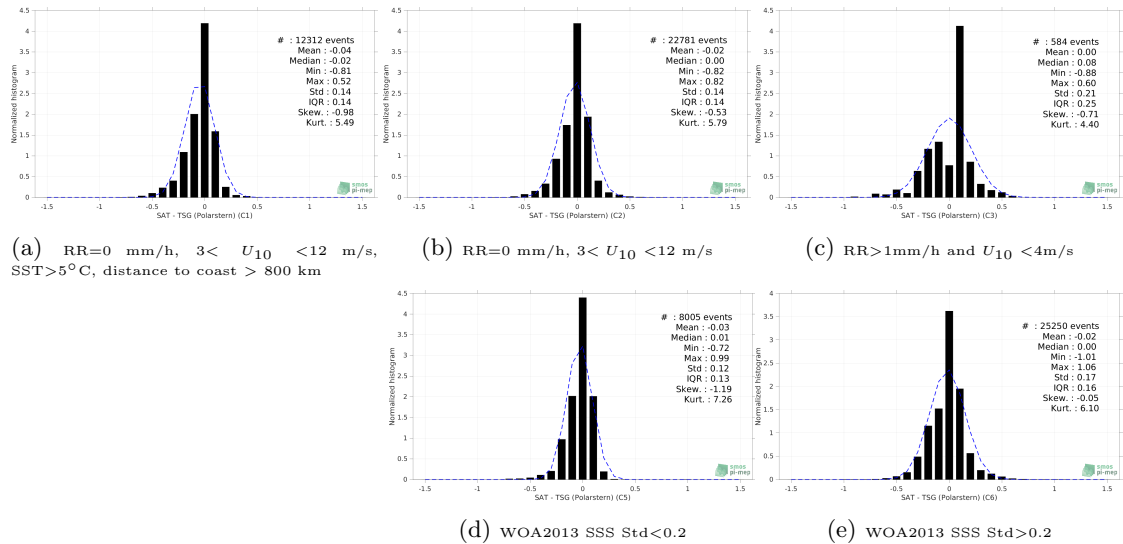 4.5
4
3.5
3
2.5
2
1.5
1
0.5
0
Normalized histogram
# : 12312 events
Mean : -0.04
Median : -0.02
Min : -0.81
Max : 0.52
Std : 0.14
IQR : 0.14
Skew. : -0.98
Kurt. : 5.49
smos
pi-mep
-1.5 -1 -0.5 0 0.5 1 1.5
SAT - TSG (Polarstern) (C1)
(a) RR=0 mm/h, 3< U10 <12 m/s,
SST>5°C, distance to coast > 800 km
4.5
4
3.5
3
2.5
2
1.5
1
0.5
0
Normalized histogram
# : 22781 events
Mean : -0.02
Median : 0.00
Min : -0.82
Max : 0.82
Std : 0.14
IQR : 0.14
Skew. : -0.53
Kurt. : 5.79
smos
pi-mep
-1.5 -1 -0.5 0 0.5 1 1.5
SAT - TSG (Polarstern) (C2)
(b) RR=0 mm/h, 3< U10 <12 m/s
4.5
4
3.5
3
2.5
2
1.5
1
0.5
0
Normalized histogram
# : 584 events
Mean : 0.00
Median : 0.08
Min : -0.88
Max : 0.60
Std : 0.21
IQR : 0.25
Skew. : -0.71
Kurt. : 4.40
smos
pi-mep
-1.5 -1 -0.5 0 0.5 1 1.5
SAT - TSG (Polarstern) (C3)
(c) RR>1mm/h and U10 <4m/s
4.5
4
3.5
3
2.5
2
1.5
1
0.5
0
Normalized histogram
# : 8005 events
Mean : -0.03
Median : 0.01
Min : -0.72
Max : 0.99
Std : 0.12
IQR : 0.13
Skew. : -1.19
Kurt. : 7.26
smos
pi-mep
-1.5 -1 -0.5 0 0.5 1 1.5
SAT - TSG (Polarstern) (C5)
(d) WOA2013 SSS Std<0.2
4
3.5
3
2.5
2
1.5
1
0.5
0
Normalized histogram
# : 25250 events
Mean : -0.02
Median : 0.00
Min : -1.01
Max : 1.06
Std : 0.17
IQR : 0.16
Skew. : -0.05
Kurt. : 6.10
smos
pi-mep
-1.5 -1 -0.5 0 0.5 1 1.5
SAT - TSG (Polarstern) (C6)
(e) WOA2013 SSS Std>0.2